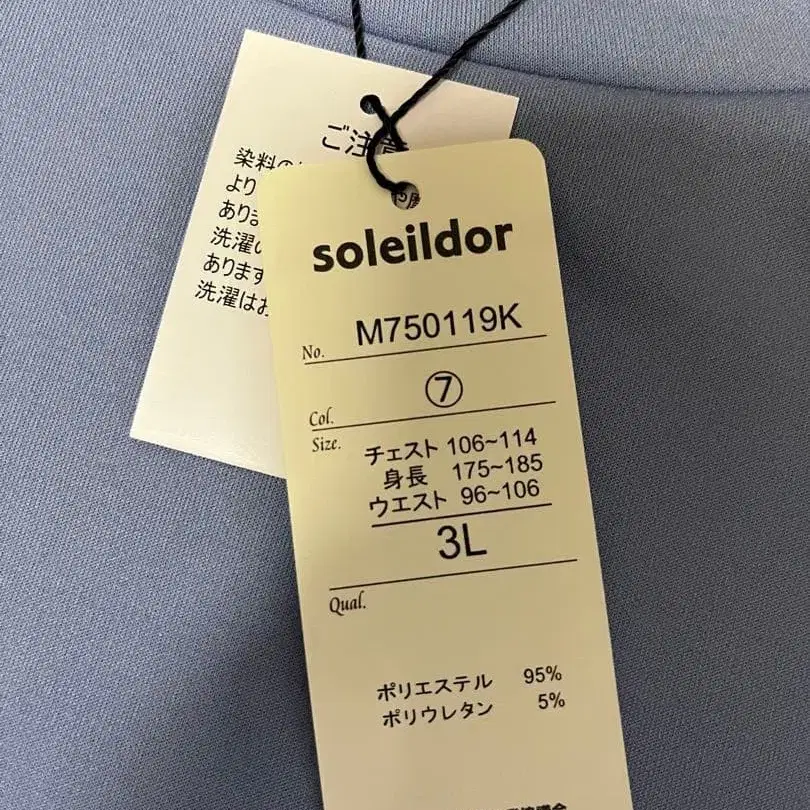 ご注意
染料の
より
あり
洗濯の
あります
洗濯はお
soleildor
No. M750119K
Col. ⑦
Size.
チェスト 106~114
身長 175~185
ウエスト 96~106
3L
Qual.
ポリエステル 95%
ポリウレタン 5%